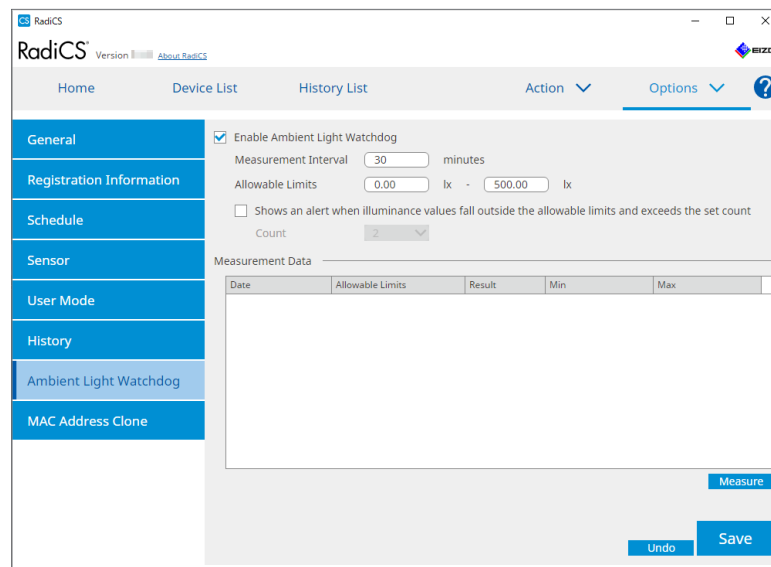 CS RadiCS
RadiCS® Version About RadiCS
Home Device List History List Action Options ?
General
Registration Information
Schedule
Sensor
User Mode
History
Ambient Light Watchdog
MAC Address Clone
Enable Ambient Light Watchdog
Measurement Interval 30 minutes
Allowable Limits 0.00 lx - 500.00 lx
Shows an alert when illuminance values fall outside the allowable limits and exceeds the set count
Count 2
Measurement Data
Date Allowable Limits Result Min Max
Measure
Undo Save